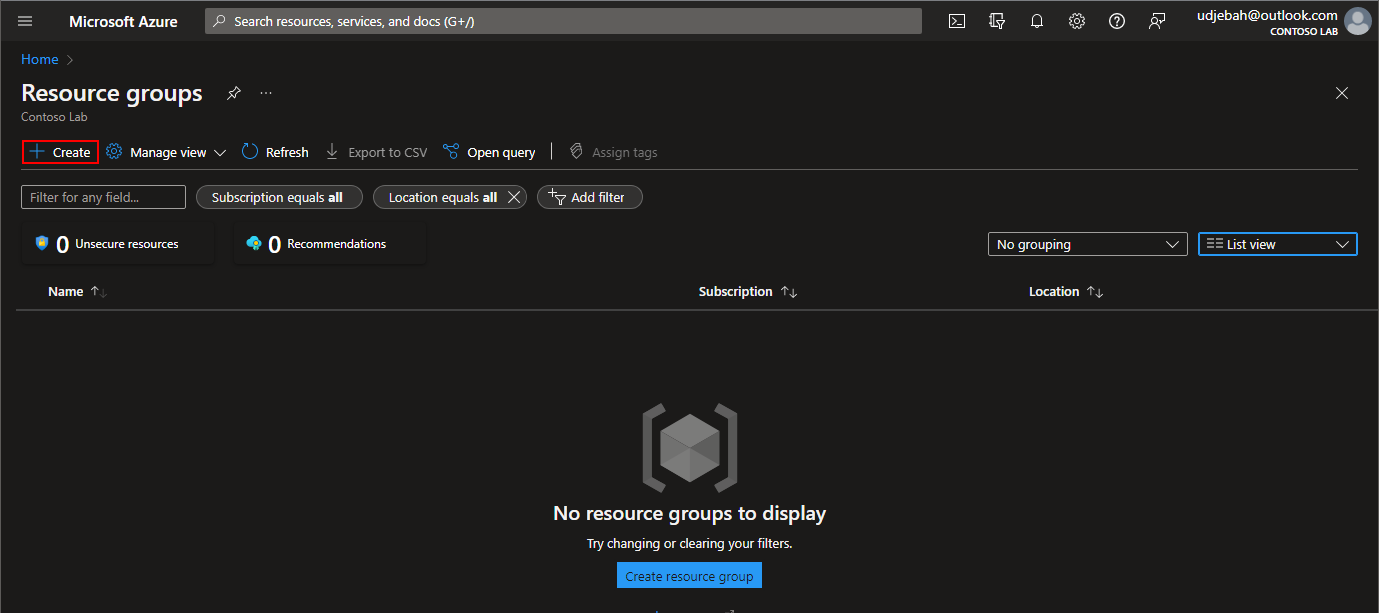 Microsoft Azure
Search resources, services, and docs (G+/)
udjebah@outlook.com
CONTOSO LAB
Home
Resource groups
Contoso Lab
Create
Manage view
Refresh
Export to CSV
Open query
Assign tags
Filter for any field...
Subscription equals all
Location equals all
Add filter
0 Unsecure resources
0 Recommendations
No grouping
List view
Name
Subscription
Location
No resource groups to display
Try changing or clearing your filters.
Create resource group